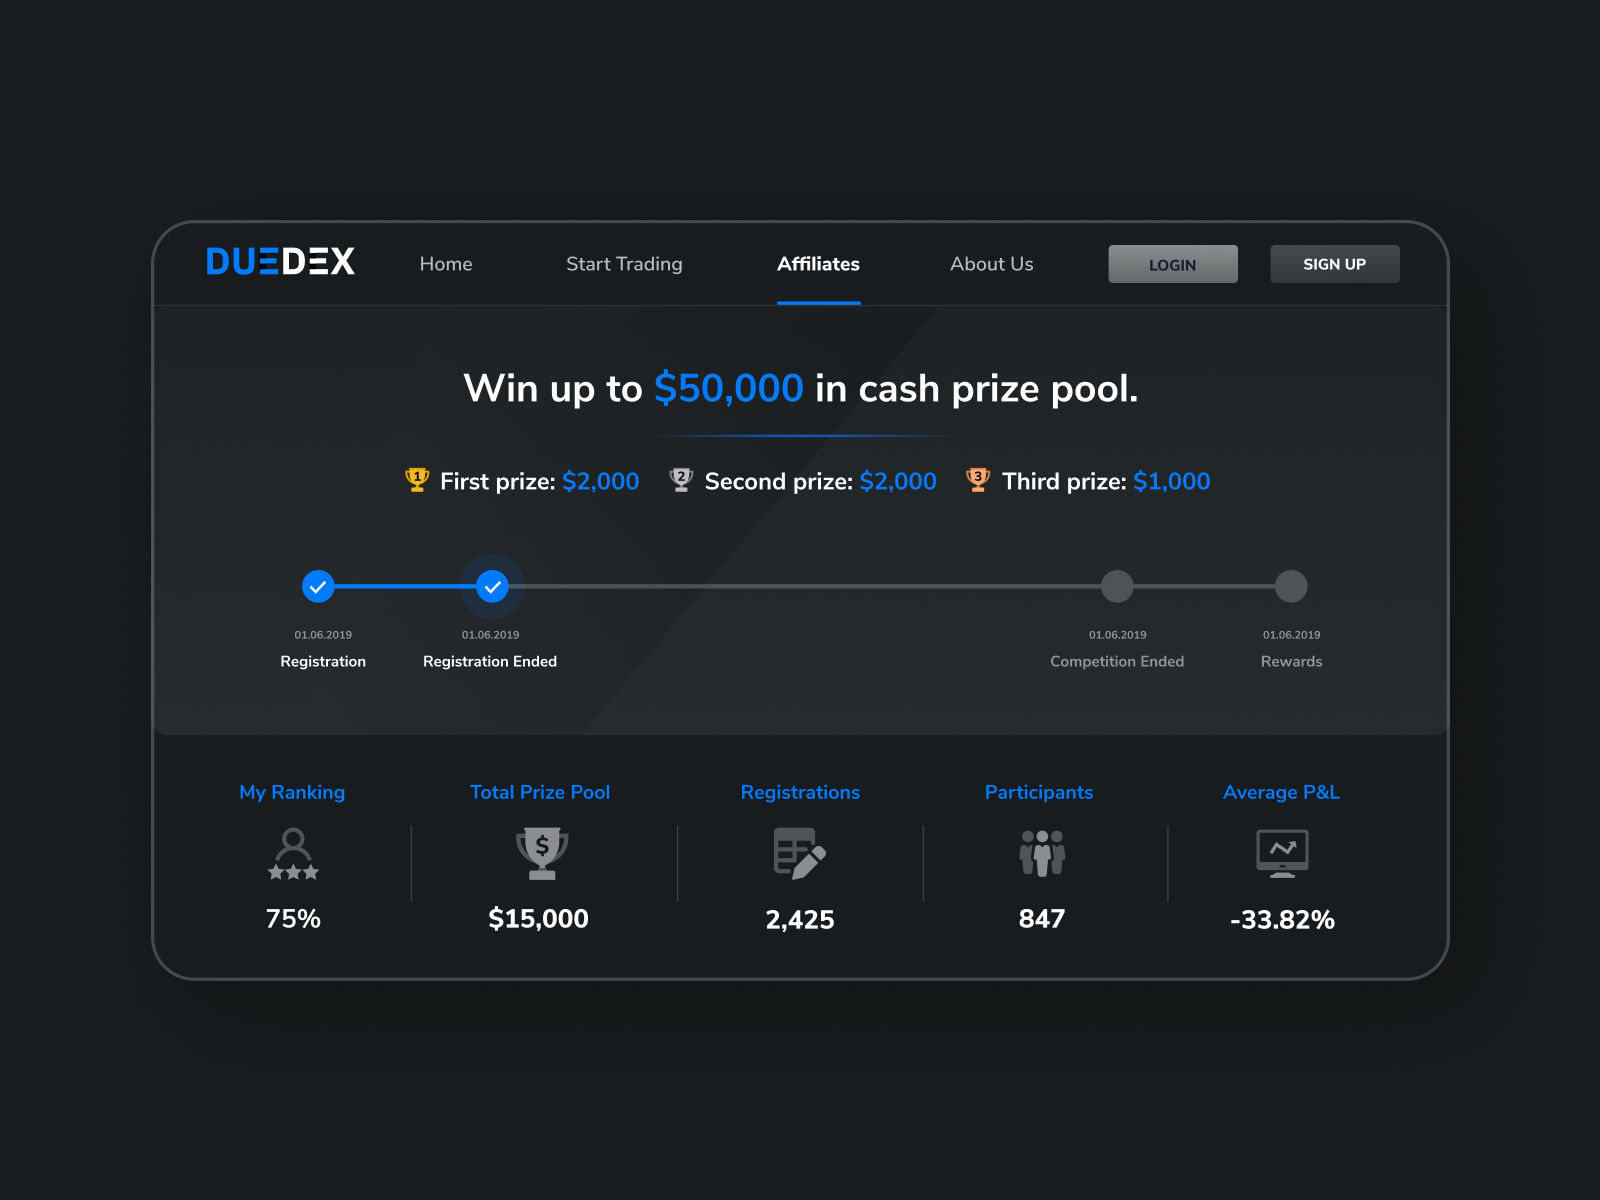 DUEDEX Home Start Trading Affiliates About Us LOGIN SIGN UP
Win up to $50,000 in cash prize pool.
1 First prize: $2,000 2 Second prize: $2,000 3 Third prize: $1,000
01.06.2019 01.06.2019 01.06.2019 01.06.2019
Registration Registration Ended Competition Ended Rewards
My Ranking Total Prize Pool Registrations Participants Average P&L
$
75% $15,000 2,425 847 -33.82%